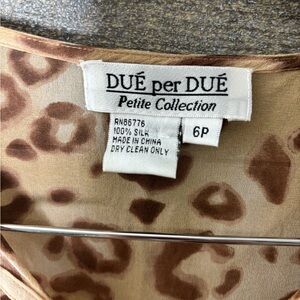 DUÉ per DUÉ
Petite Collection
RN86776
100% SILK
MADE IN CHINA
DRY CLEAN ONLY
6P